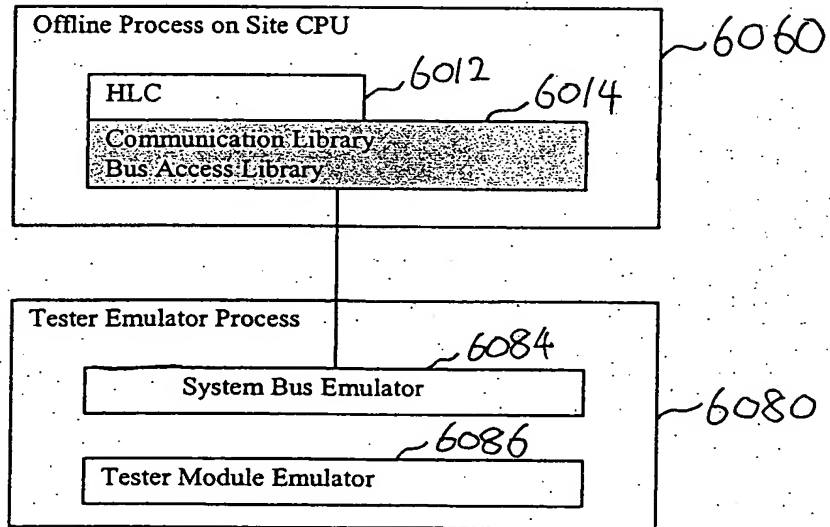 Offline Process on Site CPU
6060
HLC
6012
6014
Communication Library
Bus Access Library
Tester Emulator Process
6084
System Bus Emulator
6080
6086
Tester Module Emulator